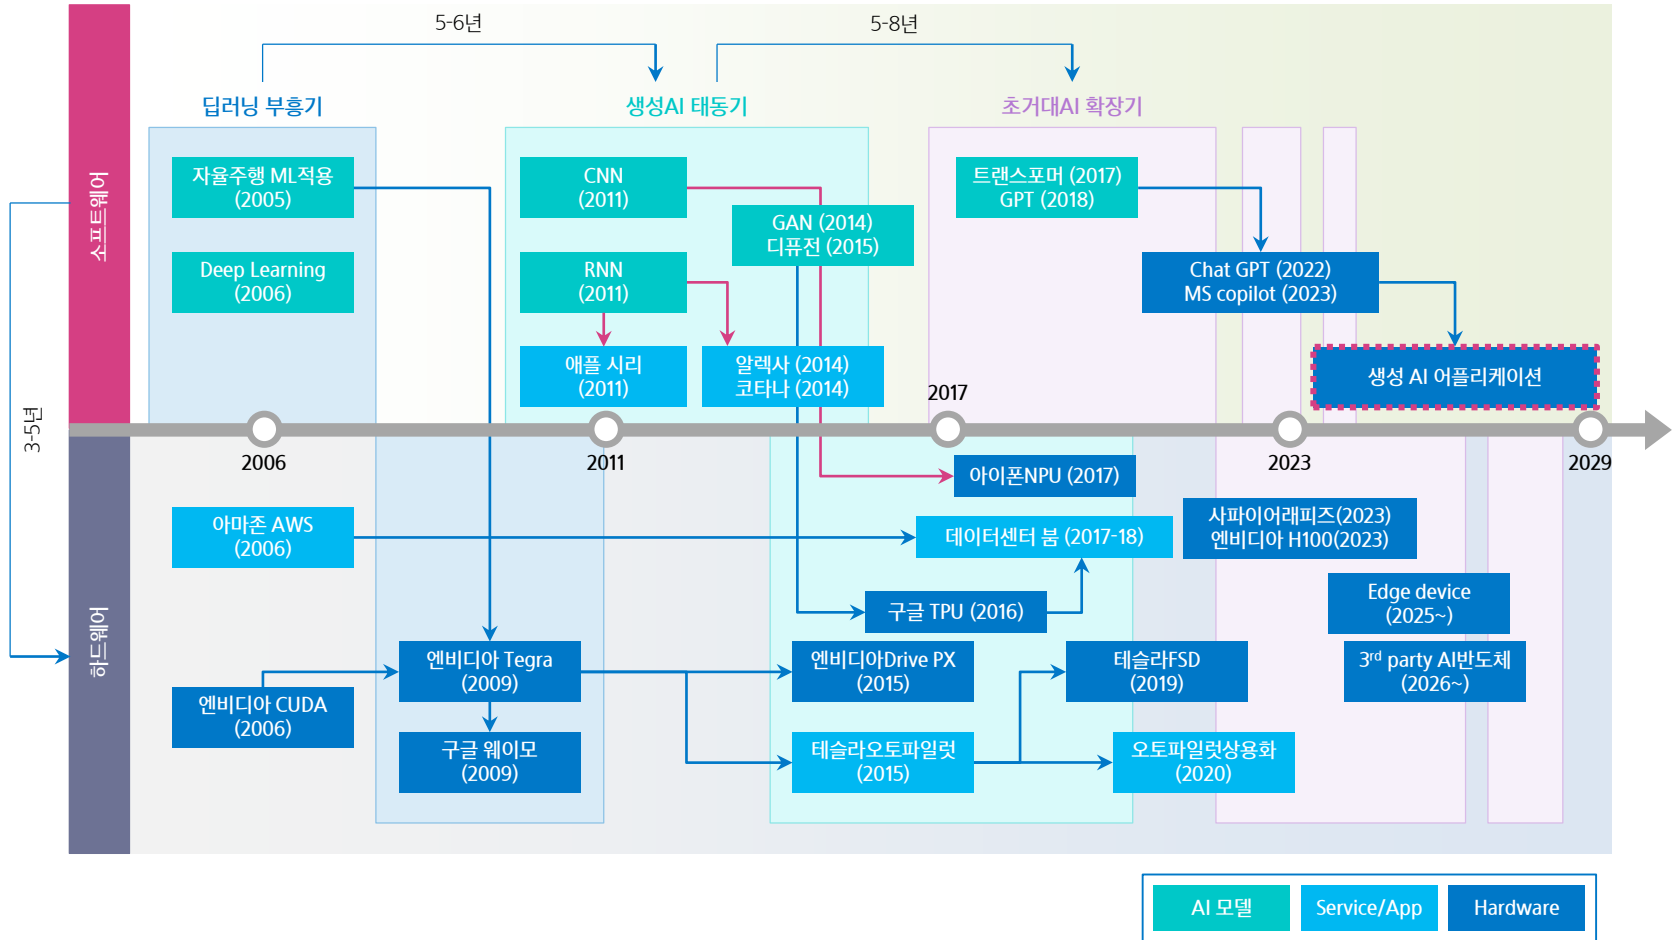 5-6년
5-8년
딥러닝 부흥기
생성AI 태동기
초거대AI 확장기
소프트웨어
자율주행 ML적용
(2005)
Deep Learning
(2006)
CNN
(2011)
RNN
(2011)
GAN (2014)
디퓨전 (2015)
애플 시리
(2011)
알렉사 (2014)
코타나 (2014)
트랜스포머 (2017)
GPT (2018)
Chat GPT (2022)
MS copilot (2023)
생성 AI 어플리케이션
3-5년
2006
2011
2017
2023
2029
하드웨어
아마존 AWS
(2006)
엔비디아 CUDA
(2006)
엔비디아 Tegra
(2009)
구글 웨이모
(2009)
아이폰NPU (2017)
데이터센터 붐 (2017-18)
구글 TPU (2016)
엔비디아Drive PX
(2015)
테슬라오토파일럿
(2015)
테슬라FSD
(2019)
오토파일럿상용화
(2020)
사파이어래피즈(2023)
엔비디아 H100(2023)
Edge device
(2025~)
3rd party AI반도체
(2026~)
AI 모델
Service/App
Hardware